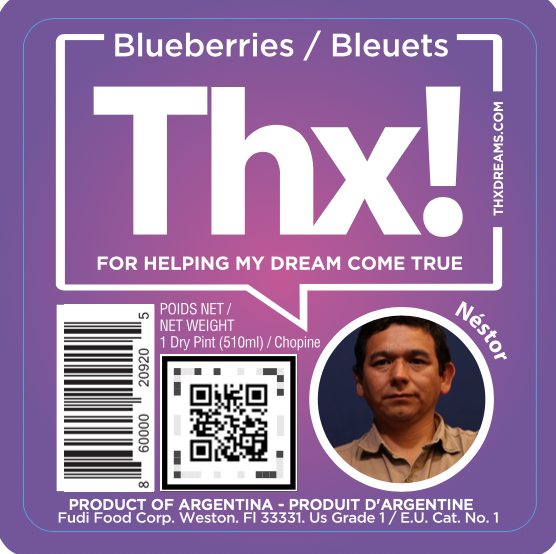 Blueberries / Bleuets
Thx!
THXDREAMS.COM
FOR HELPING MY DREAM COME TRUE
POIDS NET /
NET WEIGHT
1 Dry Pint (510ml) / Chopine
Néstor
8 60000 20920 5
PRODUCT OF ARGENTINA - PRODUIT D'ARGENTINE
Fudi Food Corp. Weston. Fl 33331. Us Grade 1 / E.U. Cat. No. 1